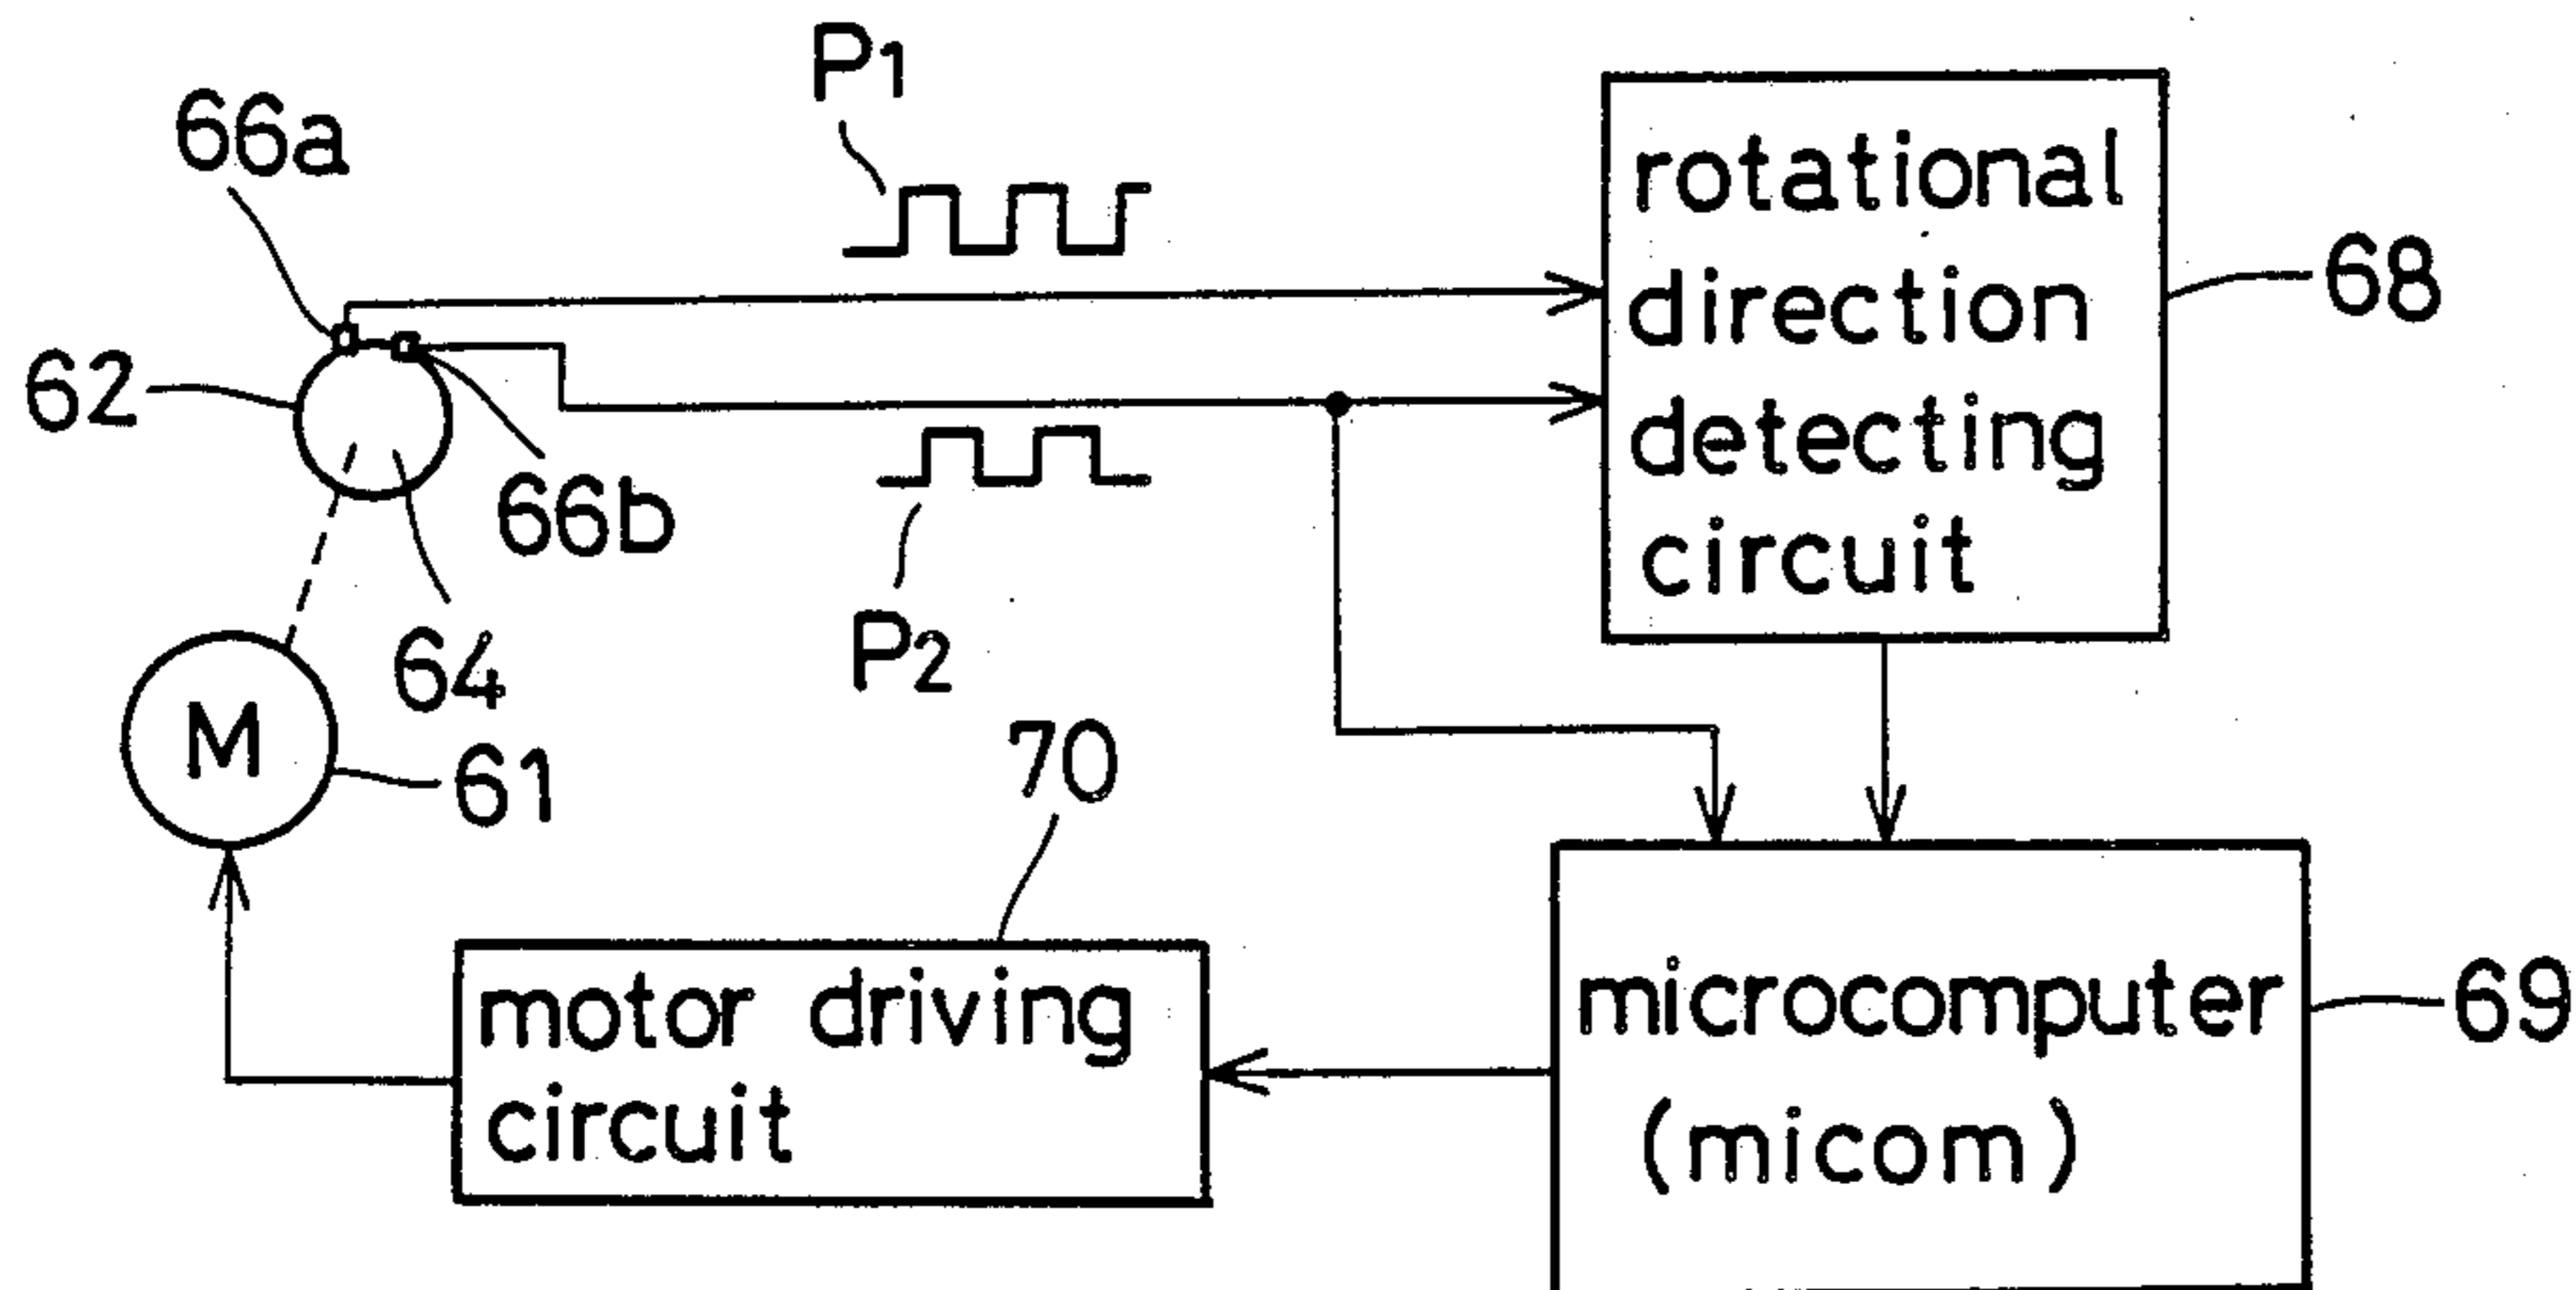 P1
66a
rotational
direction
detecting
circuit
68
62
66b
P2
64
M
61
70
motor driving
circuit
microcomputer
(micom)
69